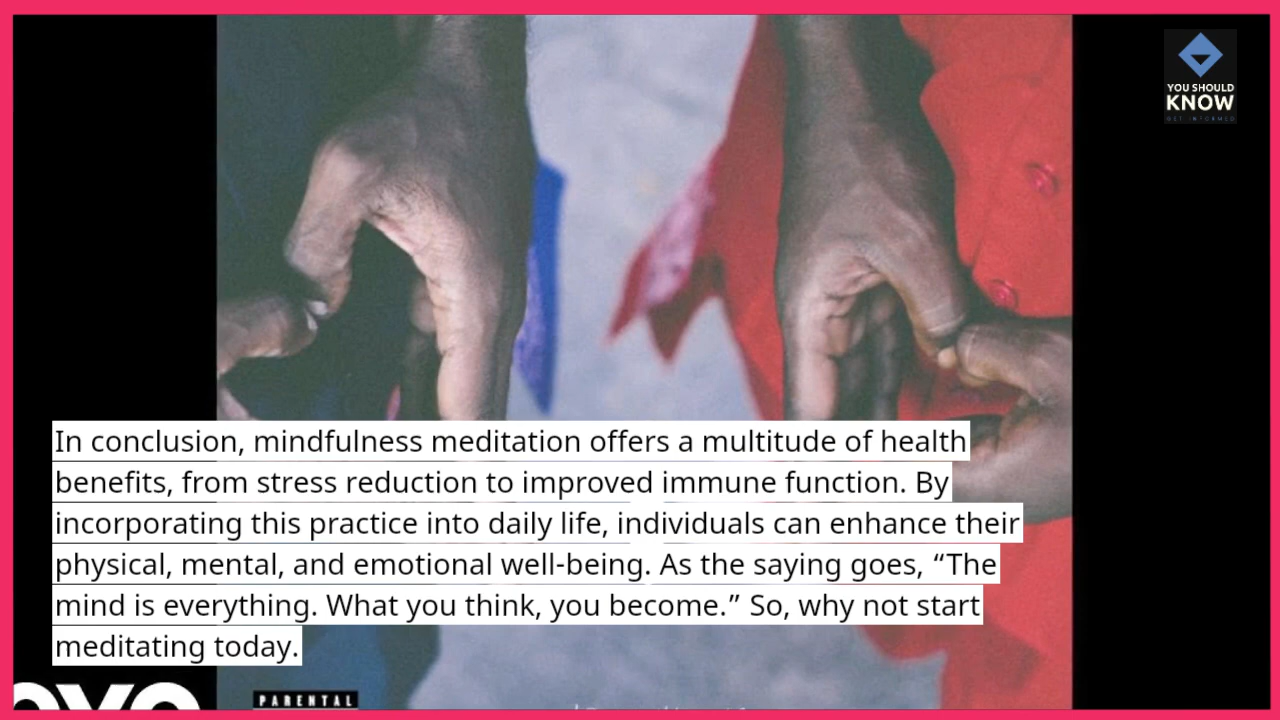 YOU SHOULD
KNOW
GET INFORMED
In conclusion, mindfulness meditation offers a multitude of health
benefits, from stress reduction to improved immune function. By
incorporating this practice into daily life, individuals can enhance their
physical, mental, and emotional well-being. As the saying goes, “The
mind is everything. What you think, you become.” So, why not start
meditating today.
PARENTAL